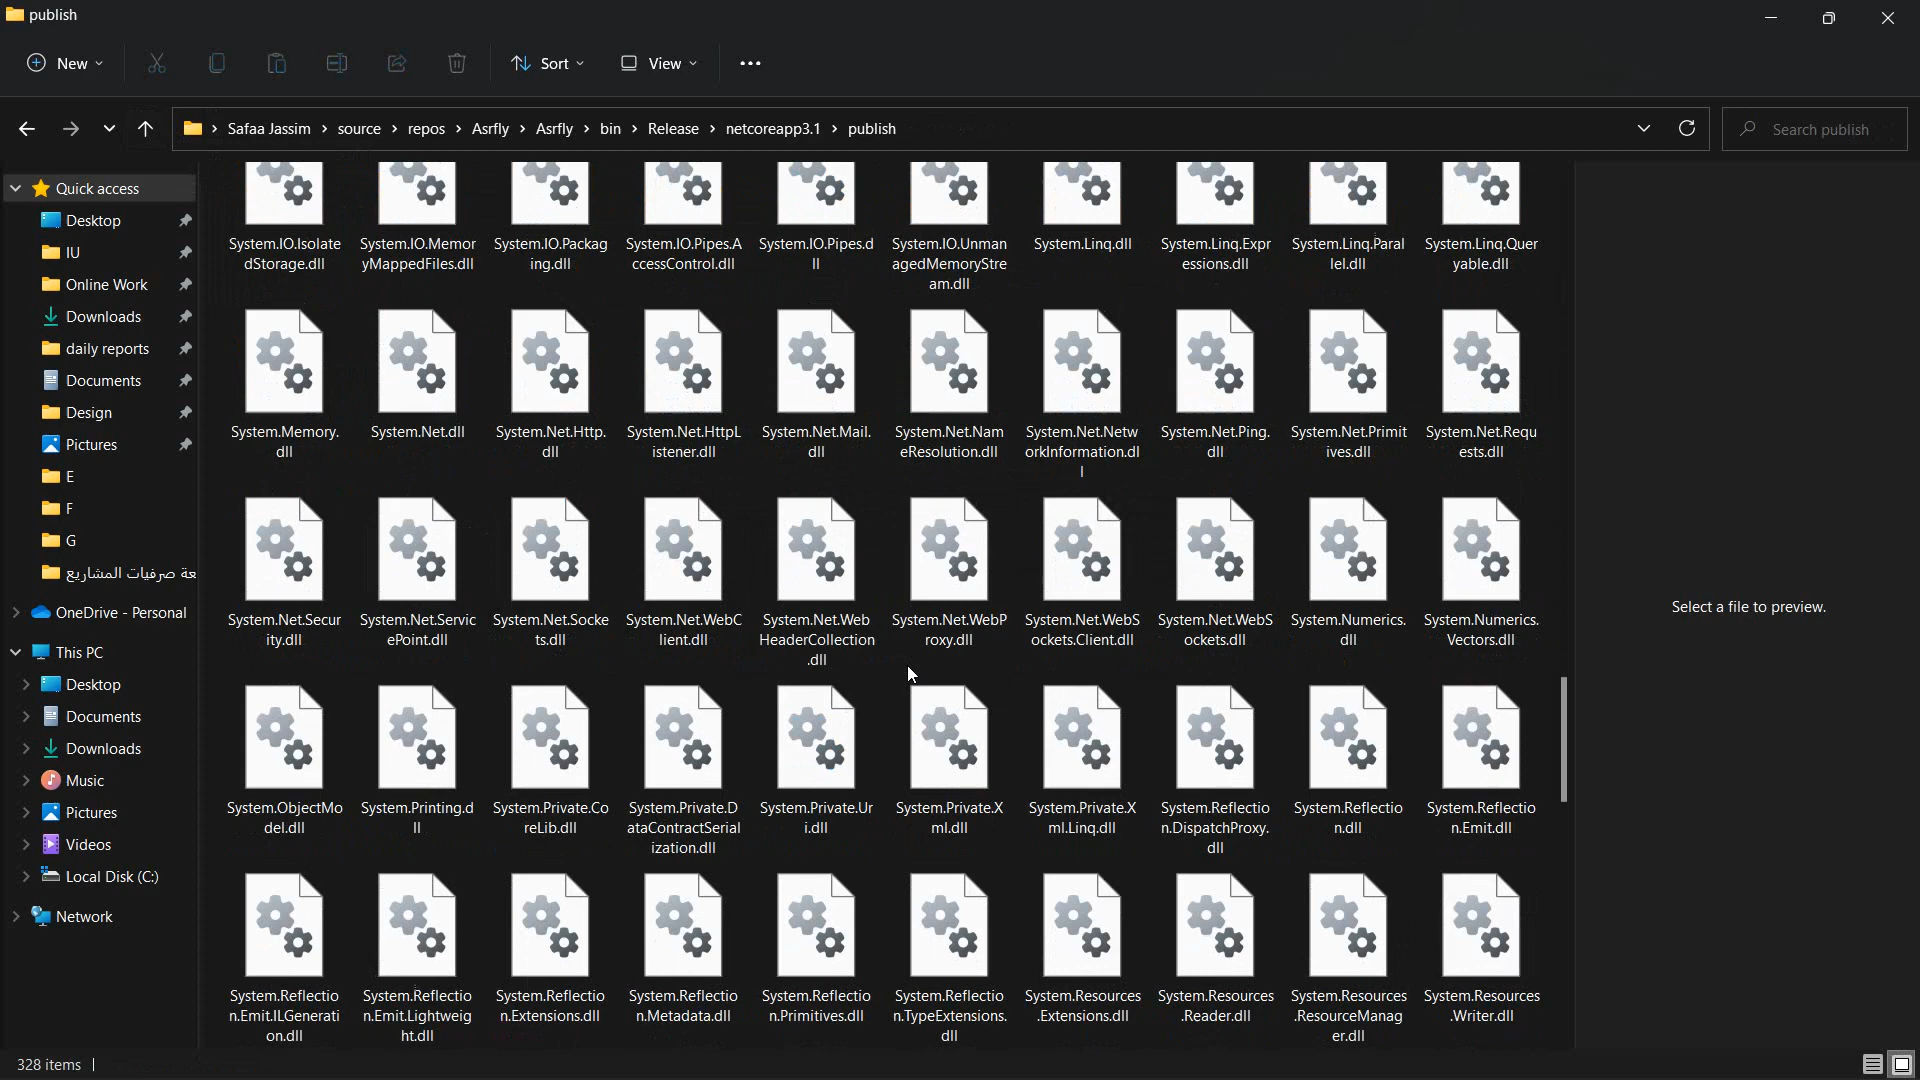 publish
New
Sort
View
Safaa Jassim
source
repos
Asrfly
Asrfly
bin
Release
netcoreapp3.1
publish
Search publish
Quick access
Desktop
IU
Online Work
Downloads
daily reports
Documents
Design
Pictures
E
F
G
عة صرفيات المشاريع
OneDrive - Personal
This PC
Desktop
Documents
Downloads
Music
Pictures
Videos
Local Disk (C:)
Network
System.IO.Isolate
dStorage.dll
System.IO.Memor
yMappedFiles.dll
System.IO.Packag
ing.dll
System.IO.Pipes.A
ccessControl.dll
System.IO.Pipes.d
ll
System.IO.Unman
agedMemoryStre
am.dll
System.Linq.dll
System.Linq.Expr
essions.dll
System.Linq.Paral
lel.dll
System.Linq.Quer
yable.dll
System.Memory.
dll
System.Net.dll
System.Net.Http.
dll
System.Net.HttpL
istener.dll
System.Net.Mail.
dll
System.Net.Nam
eResolution.dll
System.Net.Netw
orkInformation.dl
l
System.Net.Ping.
dll
System.Net.Primit
ives.dll
System.Net.Requ
ests.dll
System.Net.Secur
ity.dll
System.Net.Servic
ePoint.dll
System.Net.Socke
ts.dll
System.Net.WebC
lient.dll
System.Net.Web
HeaderCollection
.dll
System.Net.WebP
roxy.dll
System.Net.WebS
ockets.Client.dll
System.Net.WebS
ockets.dll
System.Numerics.
dll
System.Numerics.
Vectors.dll
System.ObjectMo
del.dll
System.Printing.d
ll
System.Private.Co
reLib.dll
System.Private.D
ataContractSerial
ization.dll
System.Private.Ur
i.dll
System.Private.X
ml.dll
System.Private.X
ml.Linq.dll
System.Reflectio
n.DispatchProxy.
dll
System.Reflectio
n.dll
System.Reflectio
n.Emit.dll
System.Reflectio
n.Emit.ILGenerati
on.dll
System.Reflectio
n.Emit.Lightweig
ht.dll
System.Reflectio
n.Extensions.dll
System.Reflectio
n.Metadata.dll
System.Reflectio
n.Primitives.dll
System.Reflectio
n.TypeExtensions.
dll
System.Resources
.Extensions.dll
System.Resources
.Reader.dll
System.Resources
.ResourceManag
er.dll
System.Resources
.Writer.dll
Select a file to preview.
328 items